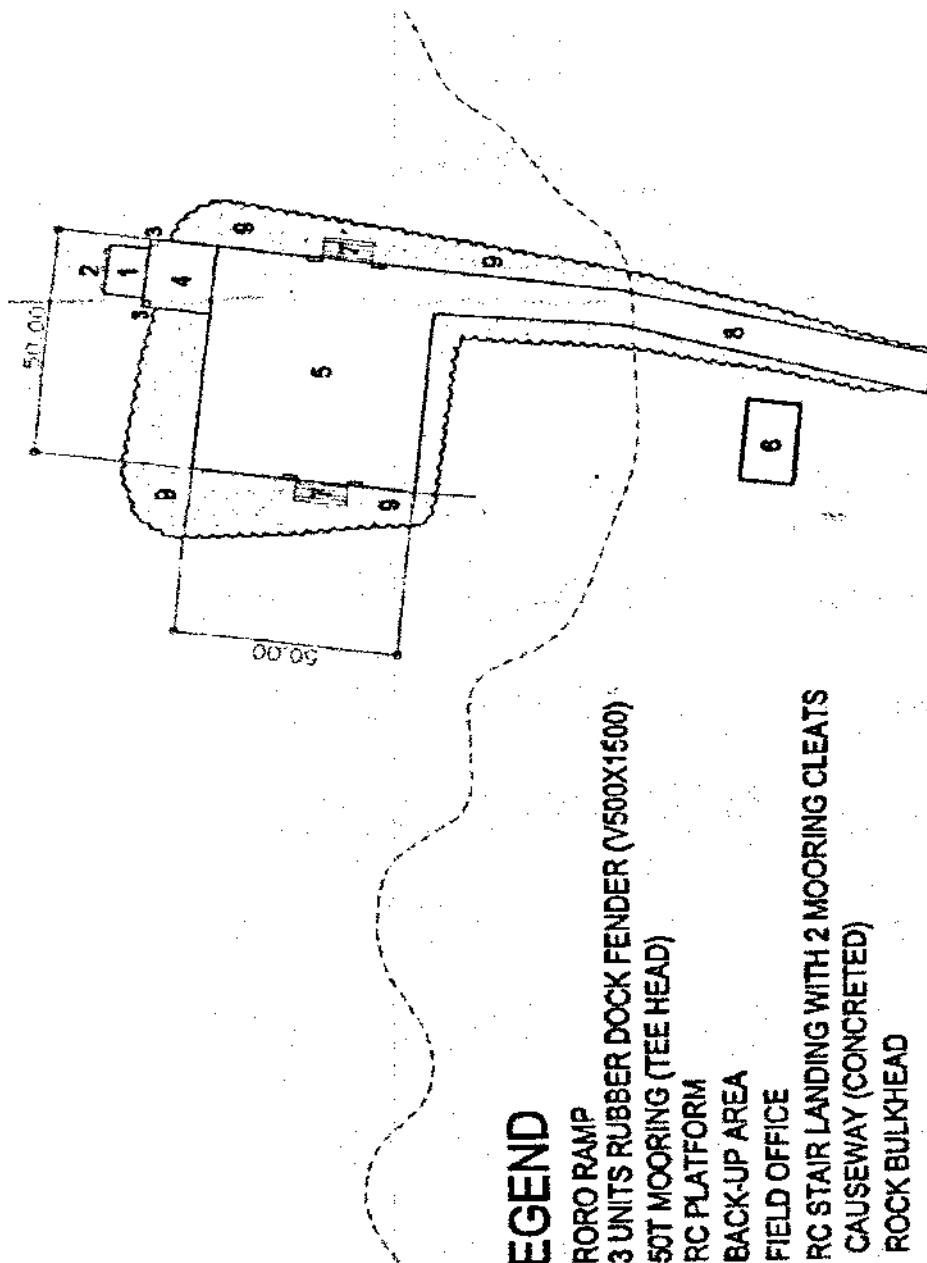 50.00
2
1
3
3
4
9
7
5
9
7
9
50.00
8
6
EGEND
RORO RAMP
3 UNITS RUBBER DOCK FENDER (V500X1500)
50T MOORING (TEE HEAD)
RC PLATFORM
BACK-UP AREA
FIELD OFFICE
RC STAIR LANDING WITH 2 MOORING CLEATS
CAUSEWAY (CONCRETED)
ROCK BULKHEAD